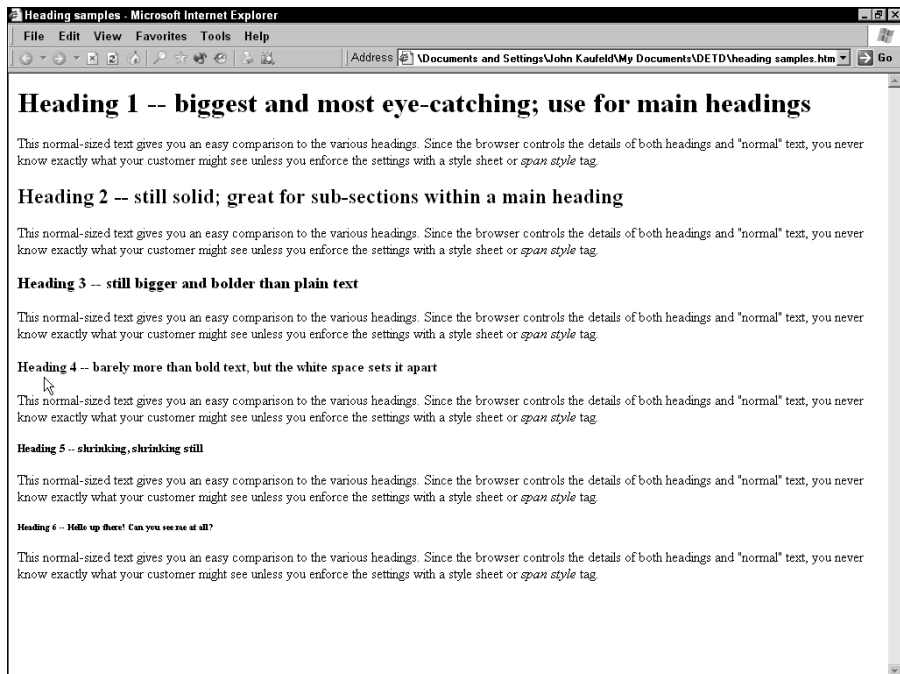 Heading samples - Microsoft Internet Explorer
File Edit View Favorites Tools Help
Address \Documents and Settings\John Kaufeld\My Documents\DETD\heading samples.htm Go
Heading 1 -- biggest and most eye-catching; use for main headings
This normal-sized text gives you an easy comparison to the various headings. Since the browser controls the details of both headings and "normal" text, you never
know exactly what your customer might see unless you enforce the settings with a style sheet or span style tag.
Heading 2 -- still solid; great for sub-sections within a main heading
This normal-sized text gives you an easy comparison to the various headings. Since the browser controls the details of both headings and "normal" text, you never
know exactly what your customer might see unless you enforce the settings with a style sheet or span style tag.
Heading 3 -- still bigger and bolder than plain text
This normal-sized text gives you an easy comparison to the various headings. Since the browser controls the details of both headings and "normal" text, you never
know exactly what your customer might see unless you enforce the settings with a style sheet or span style tag.
Heading 4 -- barely more than bold text, but the white space sets it apart
This normal-sized text gives you an easy comparison to the various headings. Since the browser controls the details of both headings and "normal" text, you never
know exactly what your customer might see unless you enforce the settings with a style sheet or span style tag.
Heading 5 -- shrinking, shrinking still
This normal-sized text gives you an easy comparison to the various headings. Since the browser controls the details of both headings and "normal" text, you never
know exactly what your customer might see unless you enforce the settings with a style sheet or span style tag.
Heading 6 -- Hello up there! Can you see me at all?
This normal-sized text gives you an easy comparison to the various headings. Since the browser controls the details of both headings and "normal" text, you never
know exactly what your customer might see unless you enforce the settings with a style sheet or span style tag.